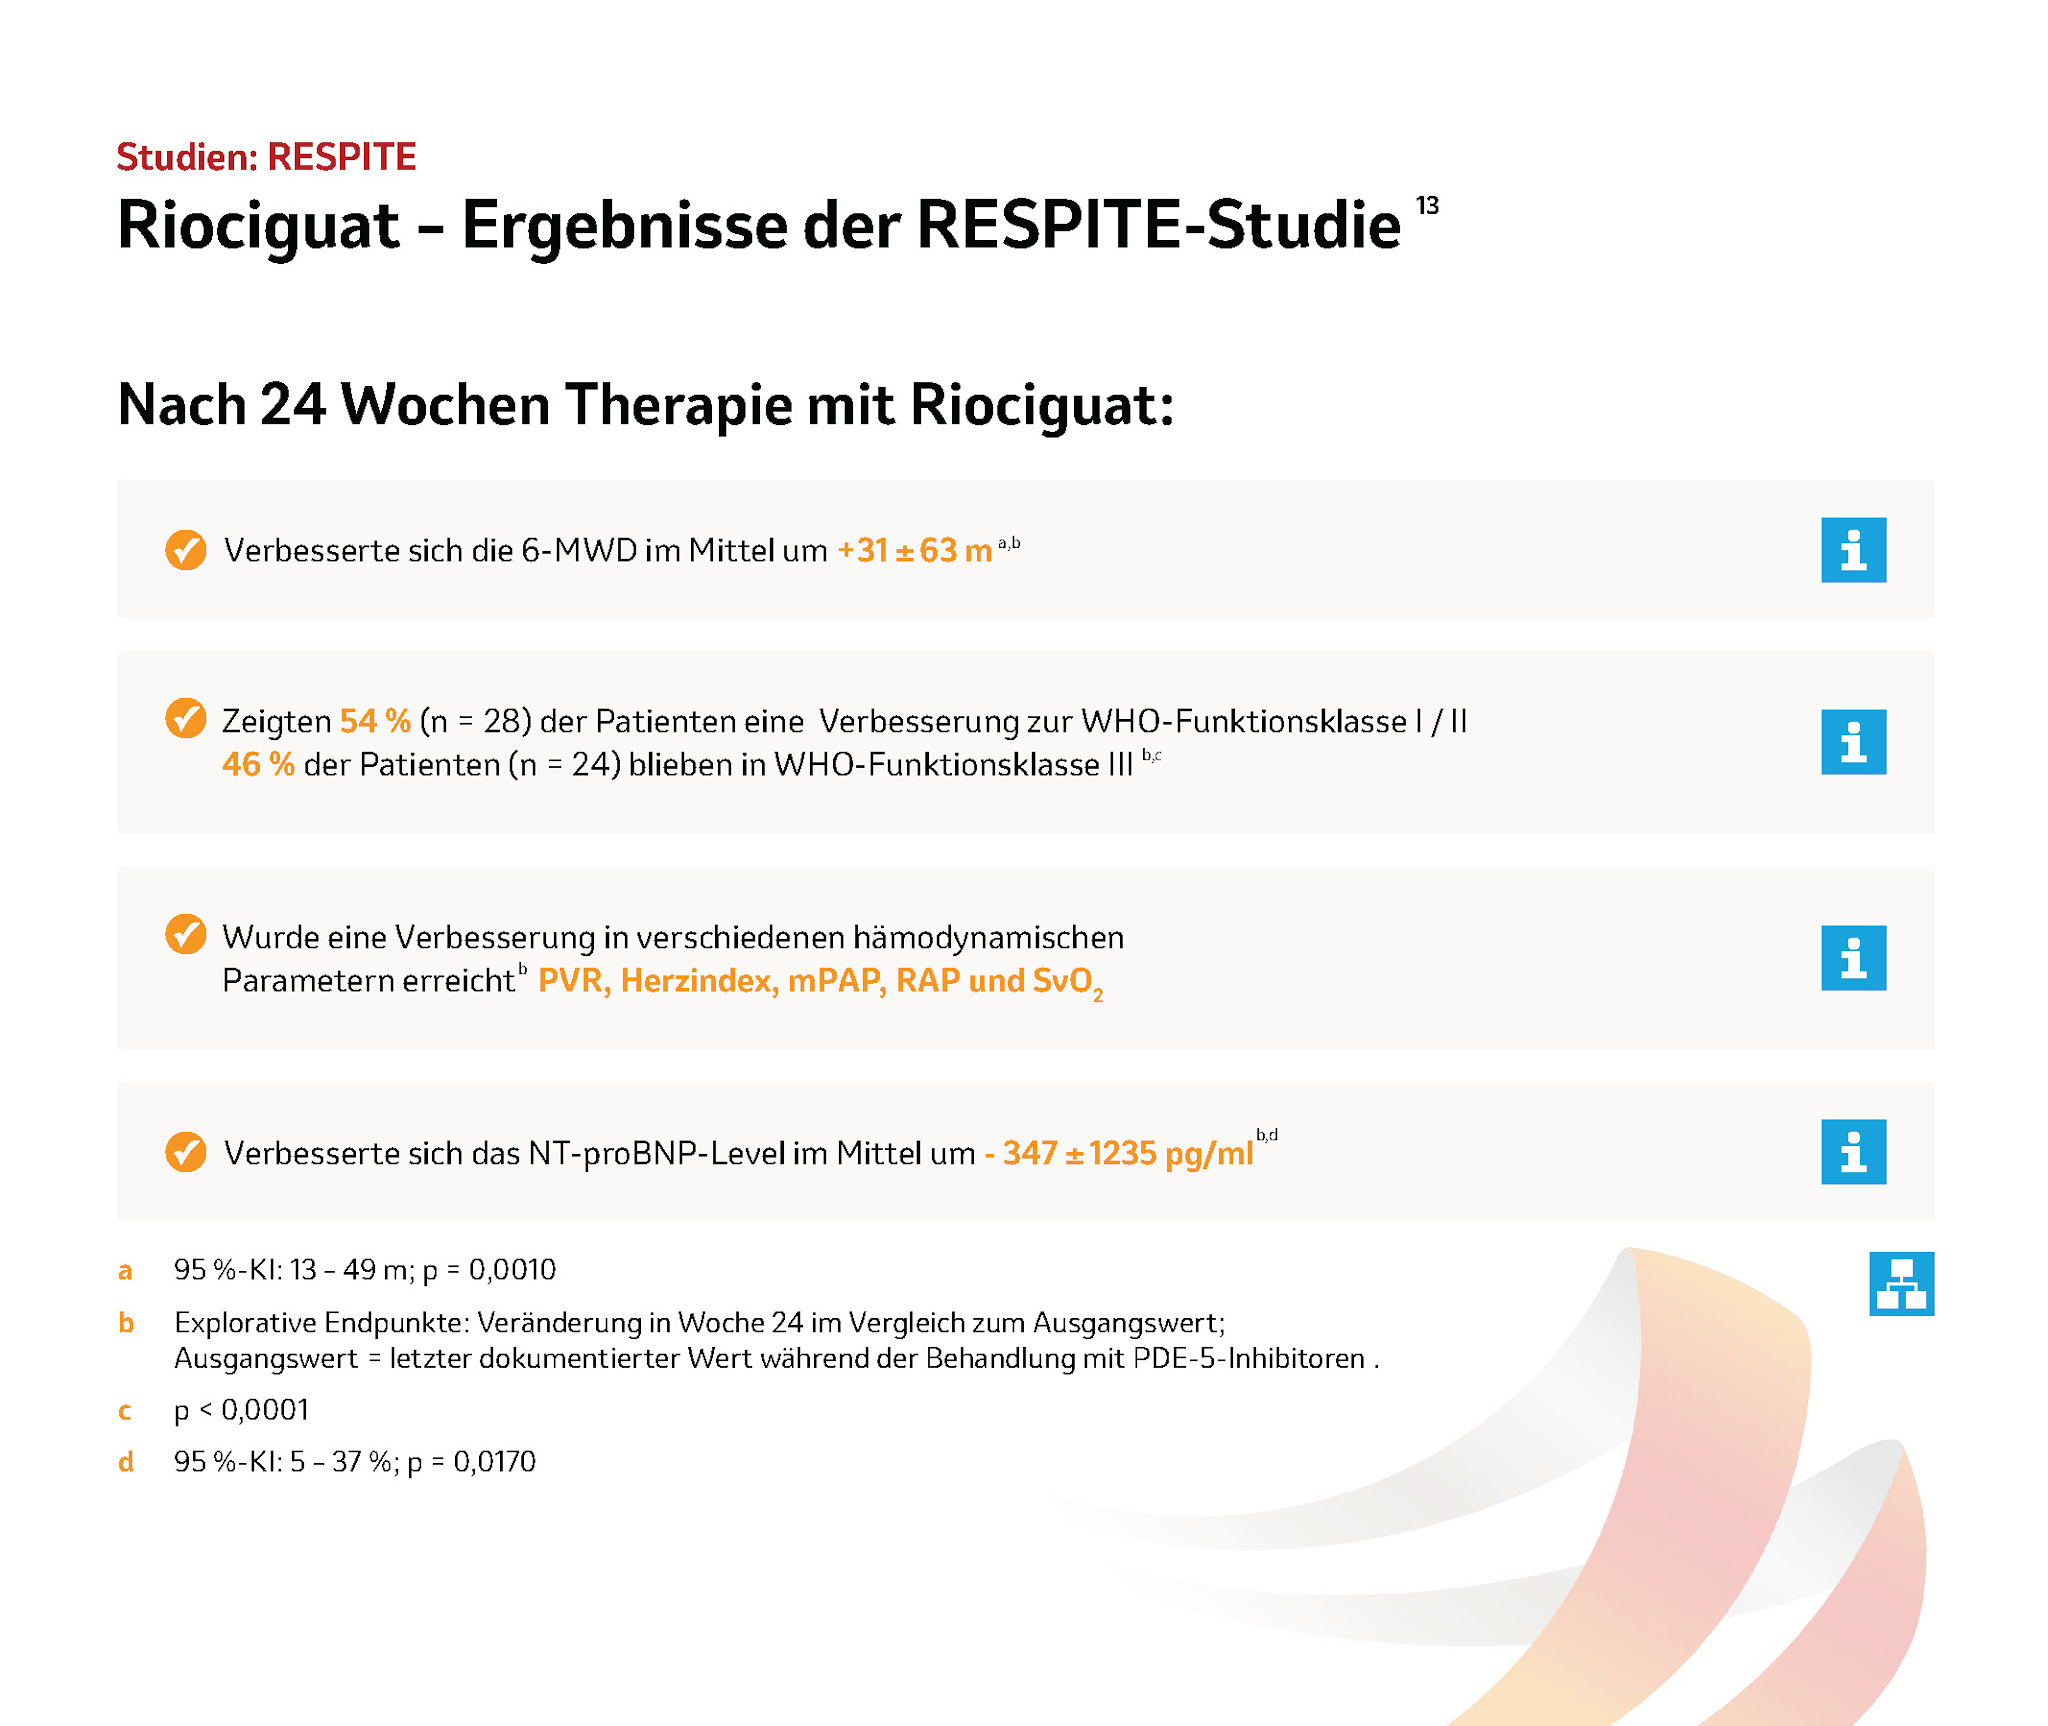 Studien: RESPITE
Riociguat – Ergebnisse der RESPITE-Studie 13
Nach 24 Wochen Therapie mit Riociguat:
Verbesserte sich die 6-MWD im Mittel um +31 ± 63 m a,b
Zeigten 54 % (n = 28) der Patienten eine Verbesserung zur WHO-Funktionsklasse I / II
46 % der Patienten (n = 24) blieben in WHO-Funktionsklasse III b,c
Wurde eine Verbesserung in verschiedenen hämodynamischen
Parametern erreicht b PVR, Herzindex, mPAP, RAP und SvO2
Verbesserte sich das NT-proBNP-Level im Mittel um - 347 ± 1235 pg/ml b,d
a 95 %-KI: 13 – 49 m; p = 0,0010
b Explorative Endpunkte: Veränderung in Woche 24 im Vergleich zum Ausgangswert;
Ausgangswert = letzter dokumentierter Wert während der Behandlung mit PDE-5-Inhibitoren .
c p < 0,0001
d 95 %-KI: 5 – 37 %; p = 0,0170